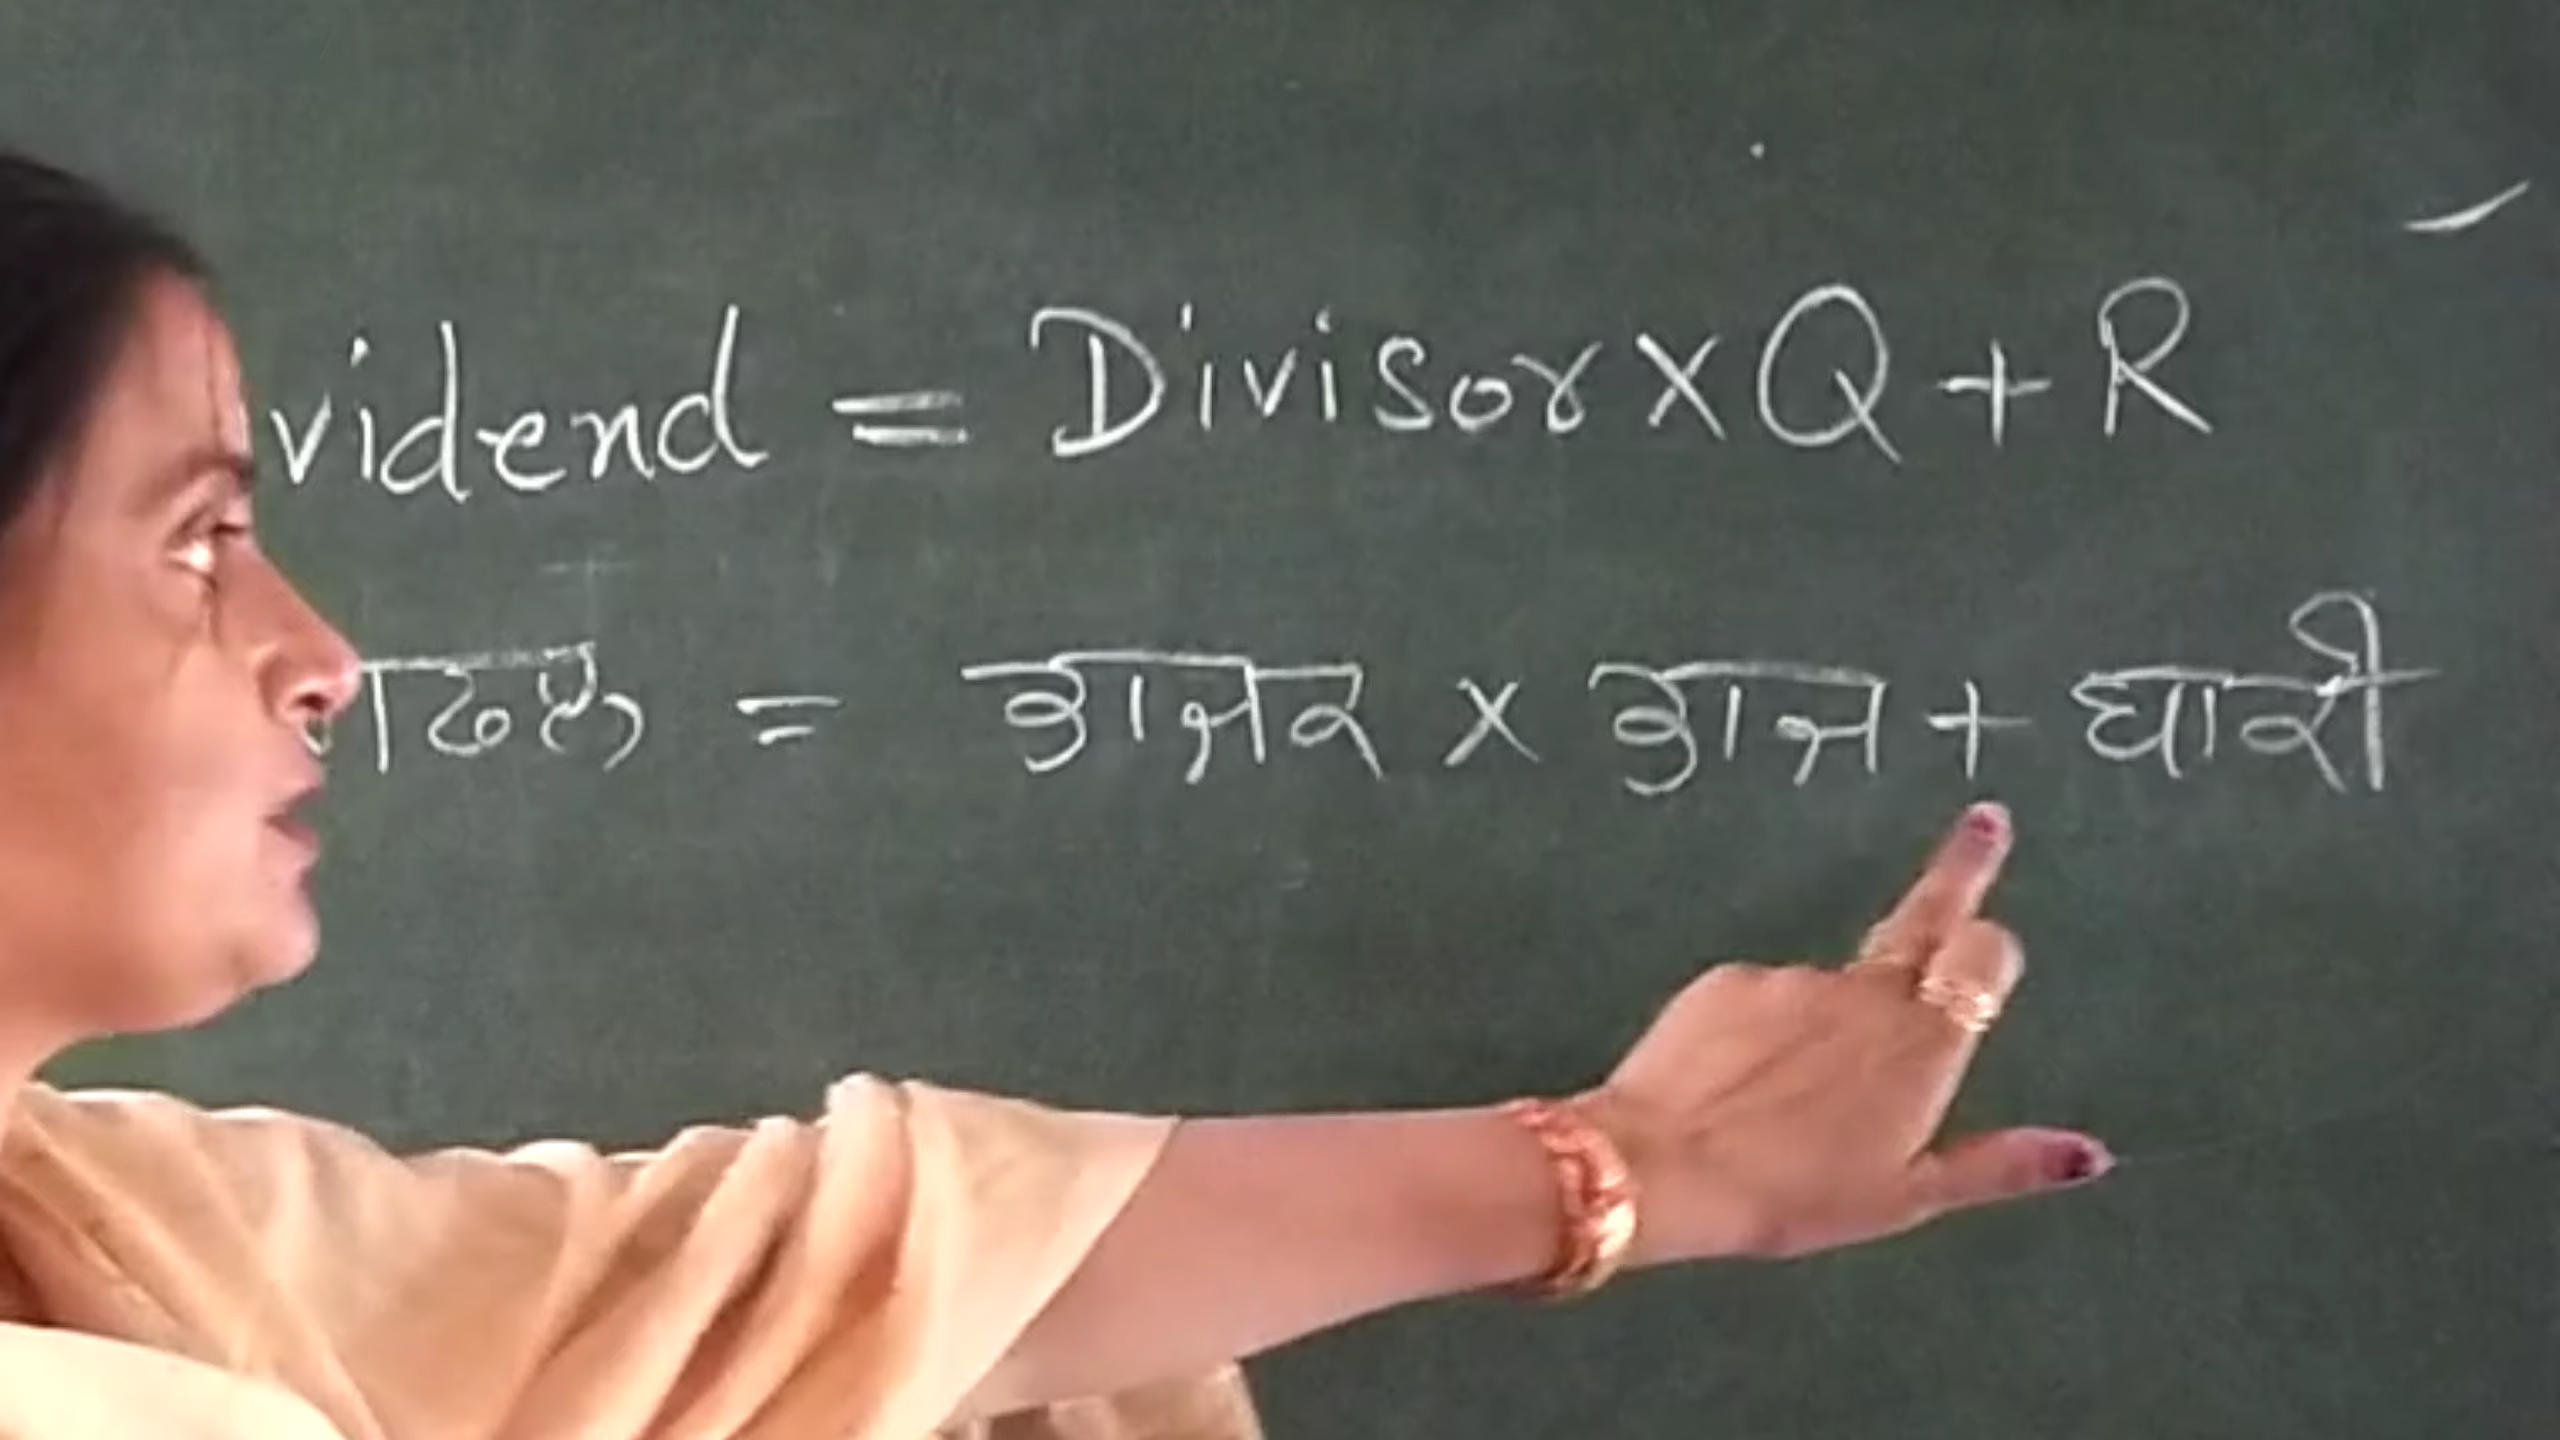 vidend = Divisor × Q + R
= ਭਾਜਕ × ਭਾਜ + ਬਾਕੀ